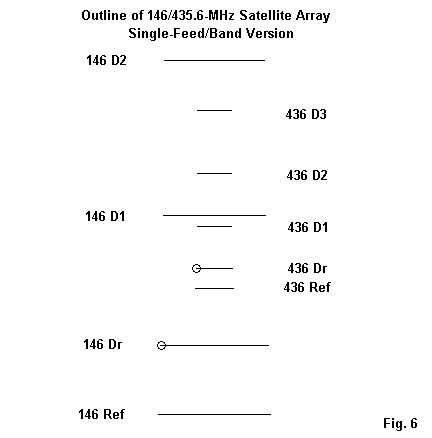 Outline of 146/435.6-MHz Satellite Array
Single-Feed/Band Version
146 D2
436 D3
436 D2
146 D1
436 D1
436 Dr
436 Ref
146 Dr
146 Ref
Fig. 6